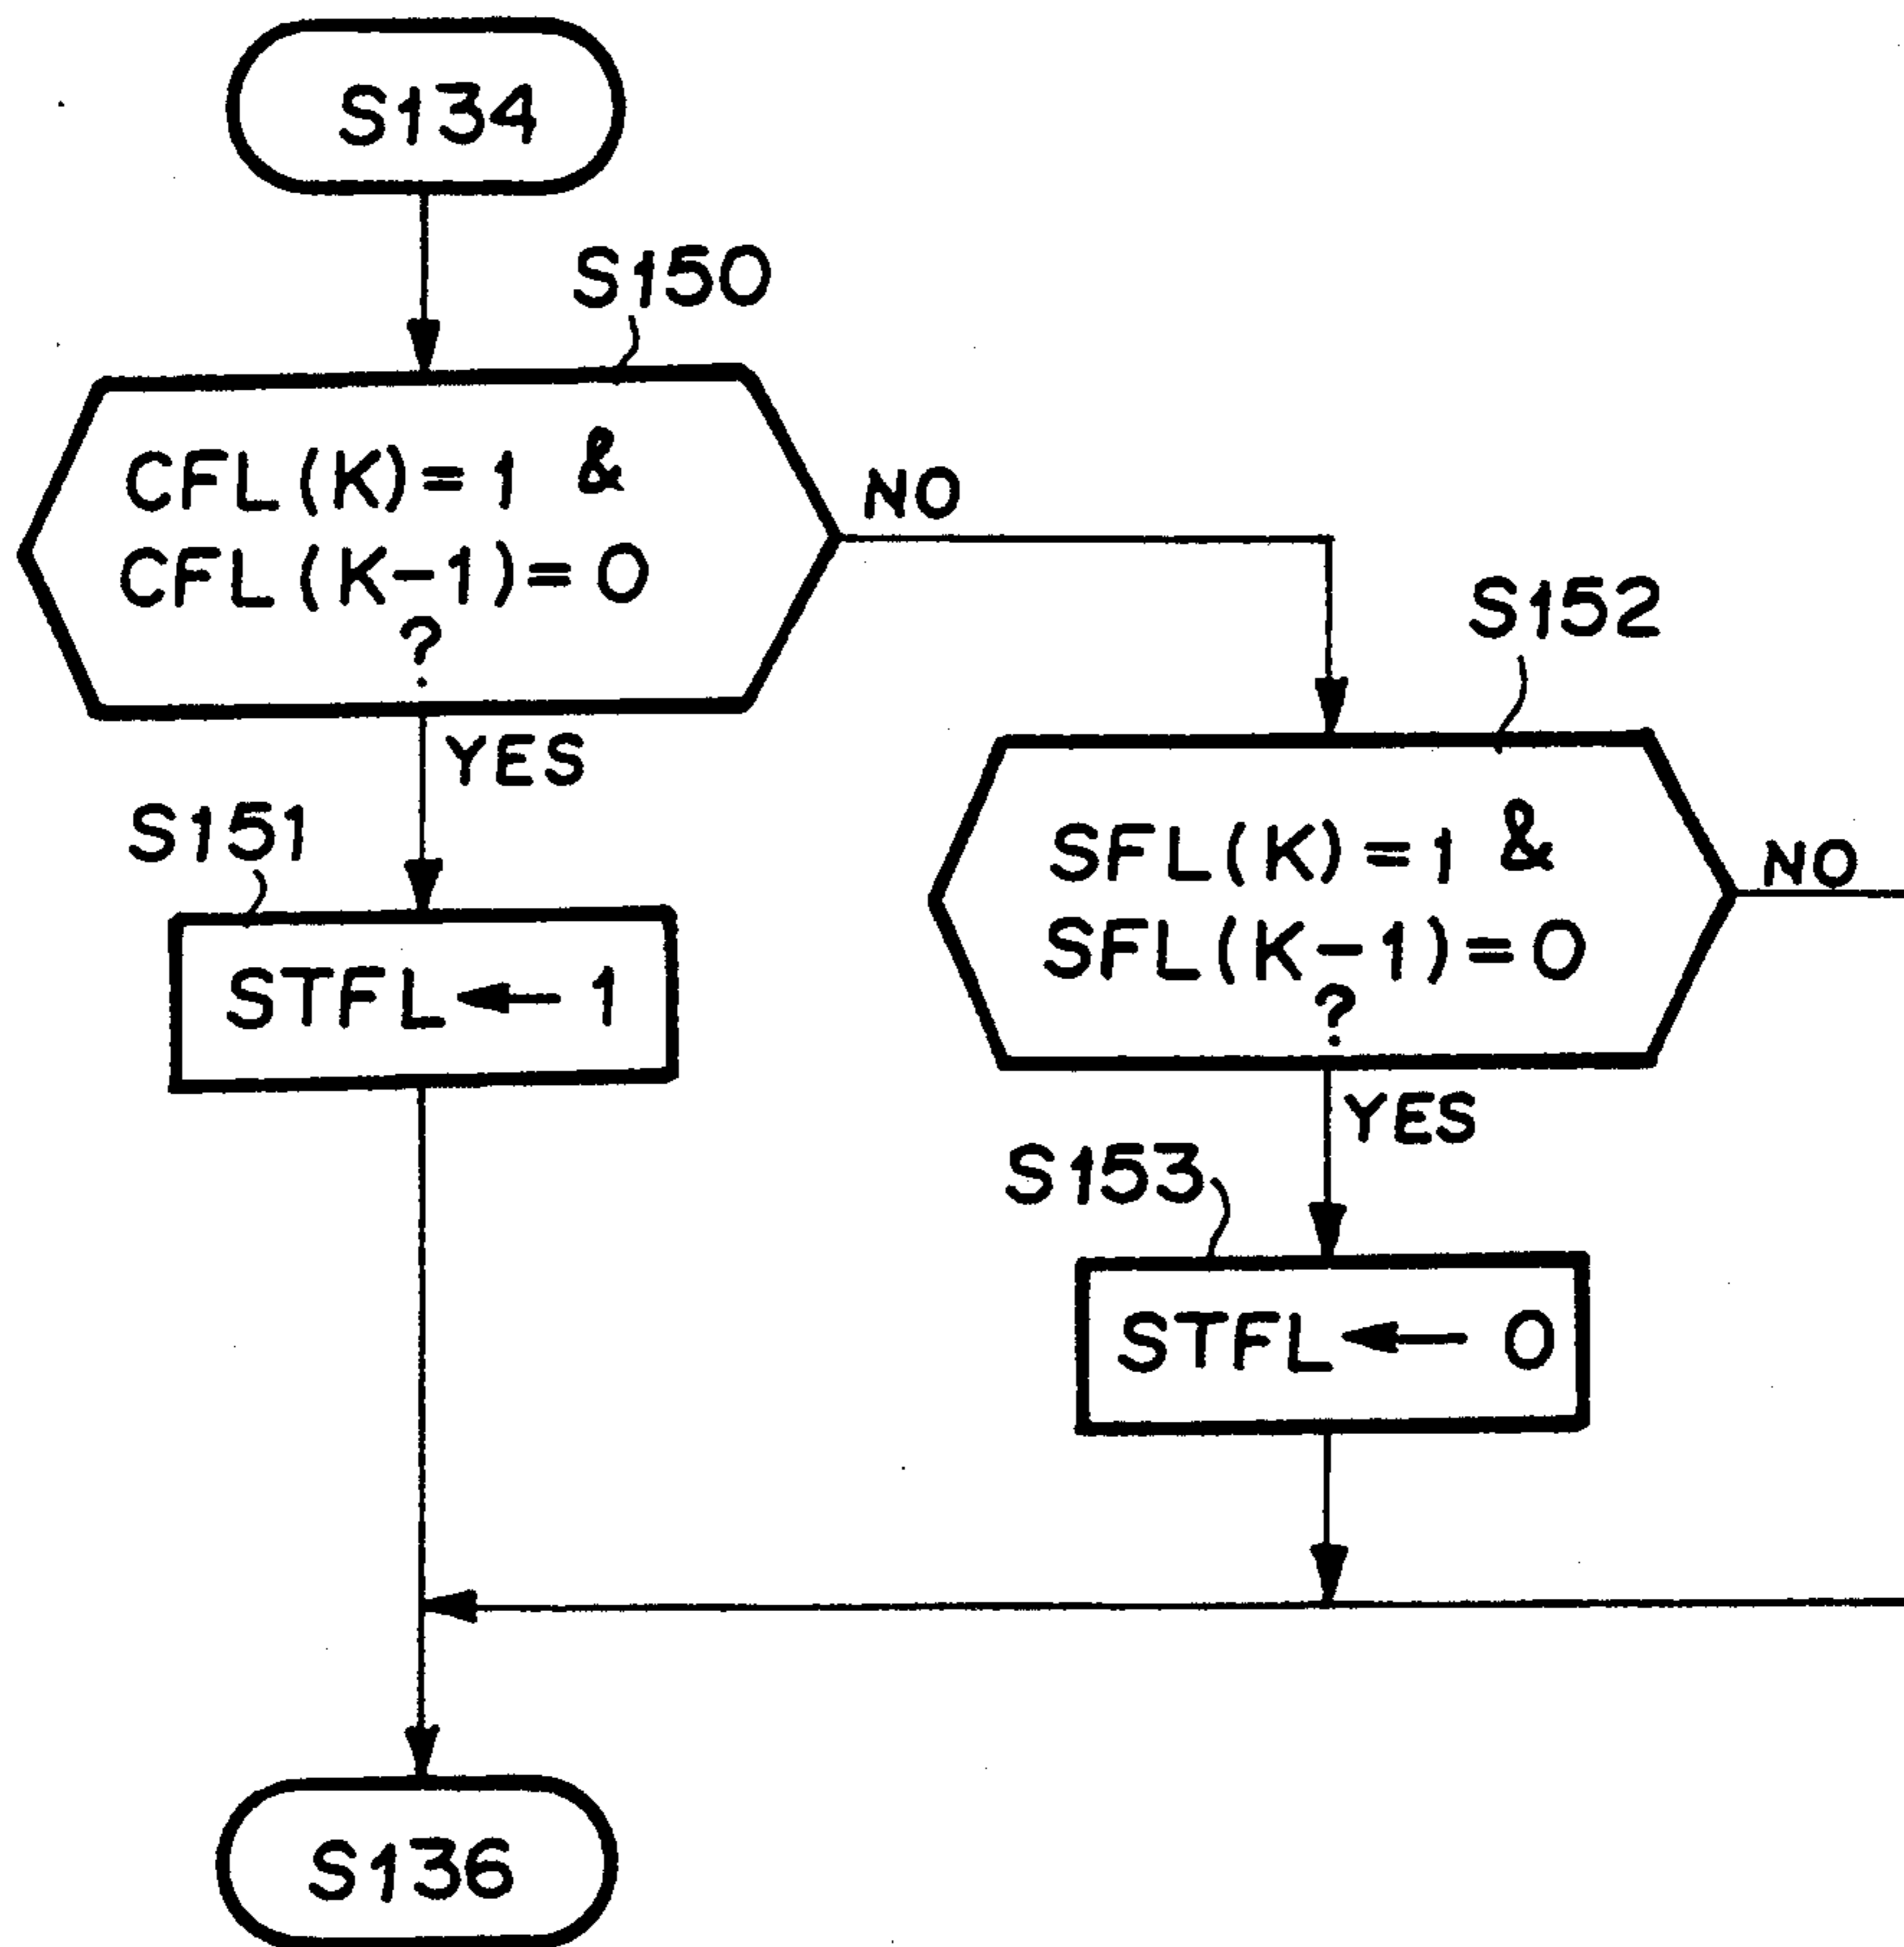 S134
S150
CFL(K)=1 &
CFL(K-1)=0
?
NO
YES
S151
STFL ← 1
S152
SFL(K)=1 &
SFL(K-1)=0
?
NO
YES
S153
STFL ← 0
S136